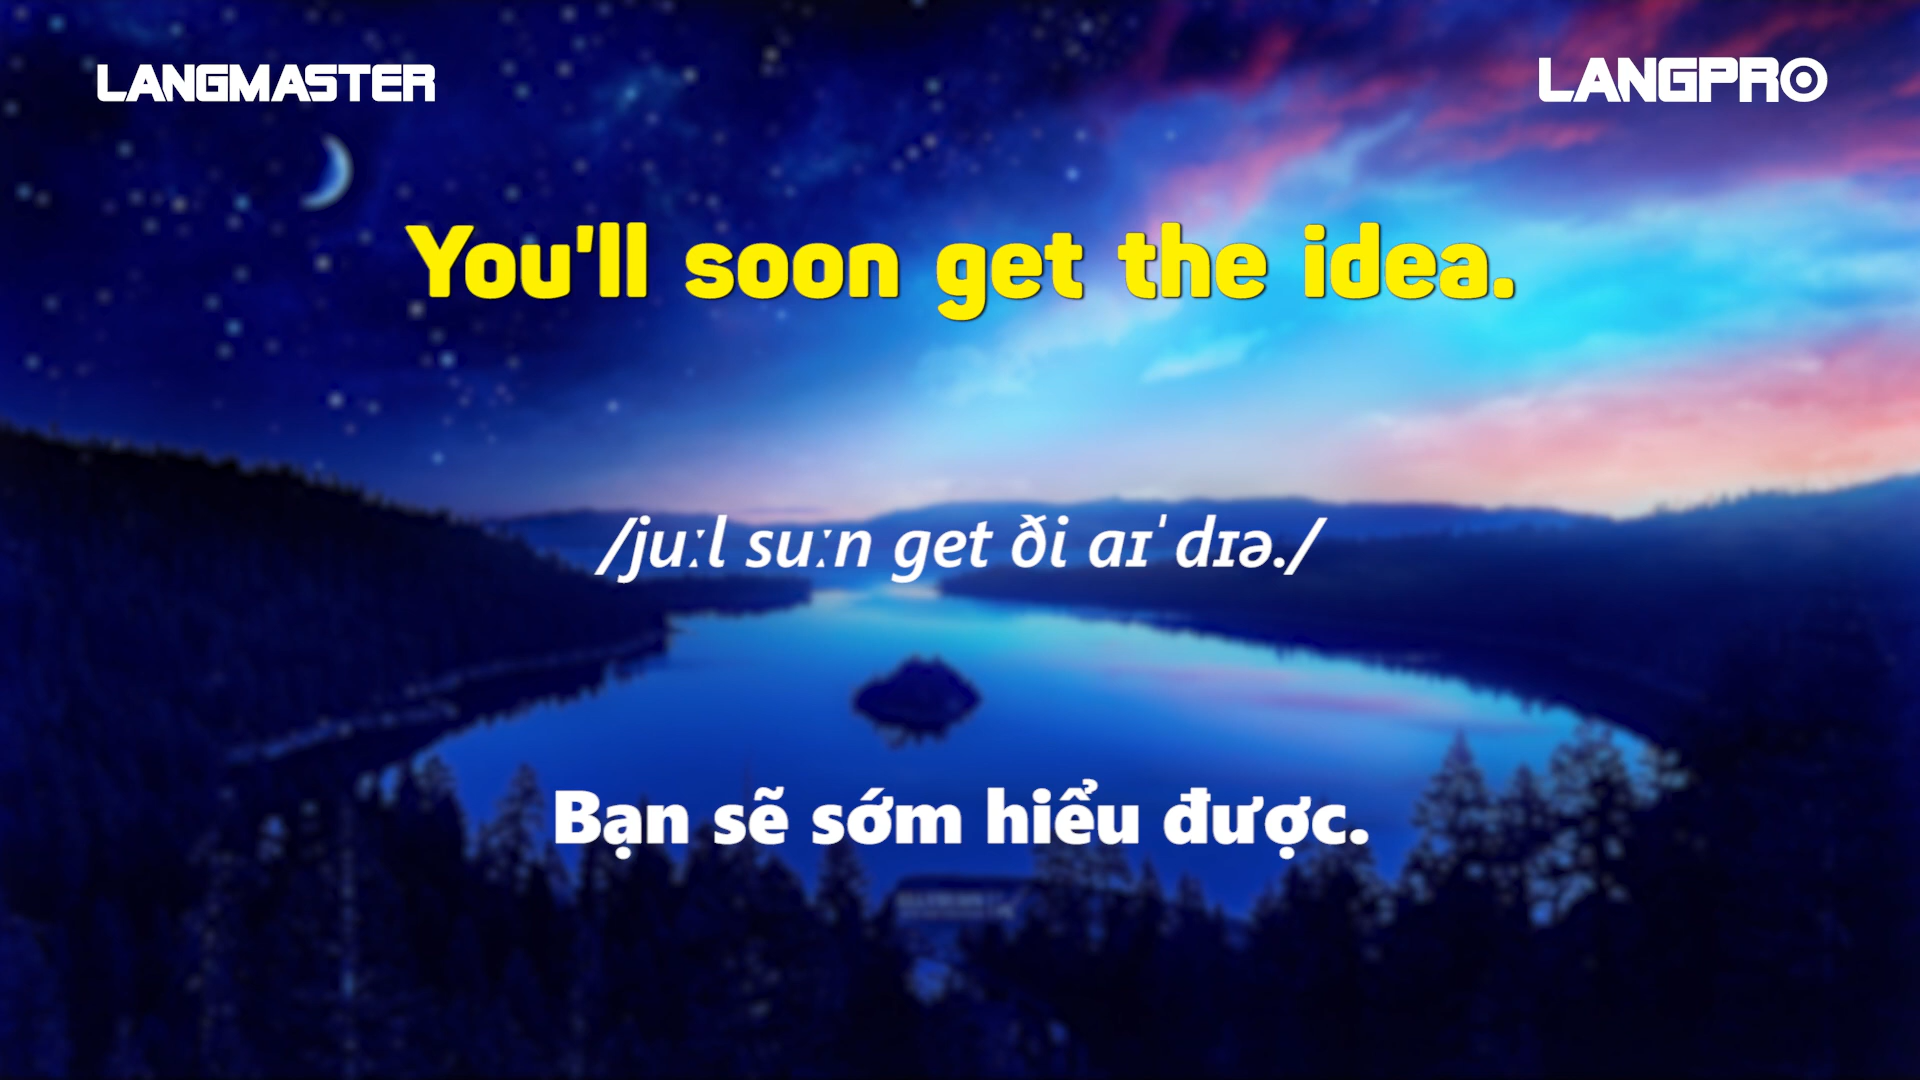 LANGMASTER
LANGPRO
You'll soon get the idea.
/juːl suːn get ði aɪˈdɪə./
Bạn sẽ sớm hiểu được.